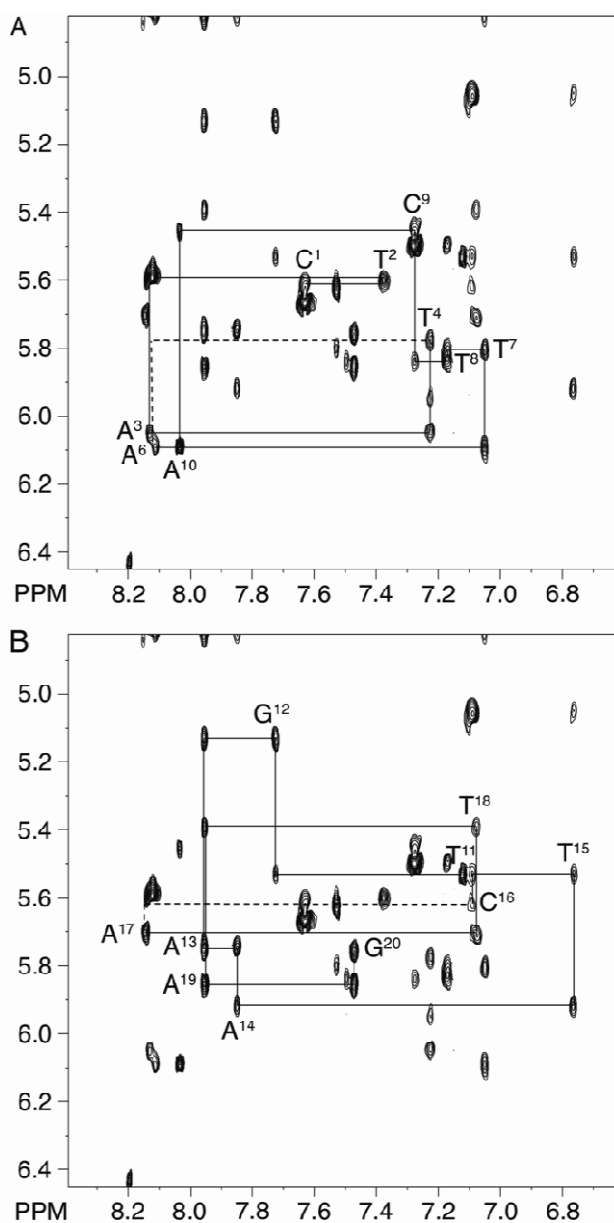 A
5.0
5.2
5.4
C⁹
C¹ T²
5.6
T⁴
5.8
T⁸ T⁷
6.0
A³
A⁶ A¹⁰
6.2
6.4
PPM 8.2 8.0 7.8 7.6 7.4 7.2 7.0 6.8
B
5.0
G¹²
5.2
T¹⁸
5.4
T¹¹ T¹⁵
5.6
C¹⁶
A¹⁷ A¹³ G²⁰
5.8
A¹⁹
A¹⁴
6.0
6.2
6.4
PPM 8.2 8.0 7.8 7.6 7.4 7.2 7.0 6.8